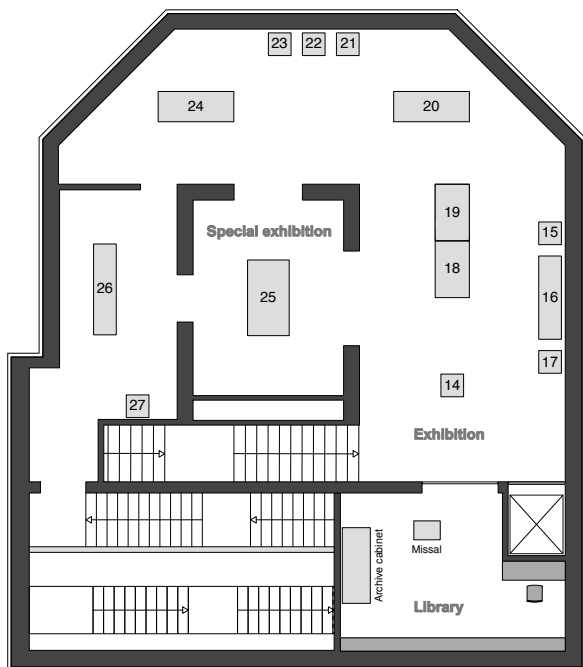 23 22 21
24 20
19
Special exhibition
15
18
26 25 16
17
14
27
Exhibition
Archive cabinet
Missal
Library